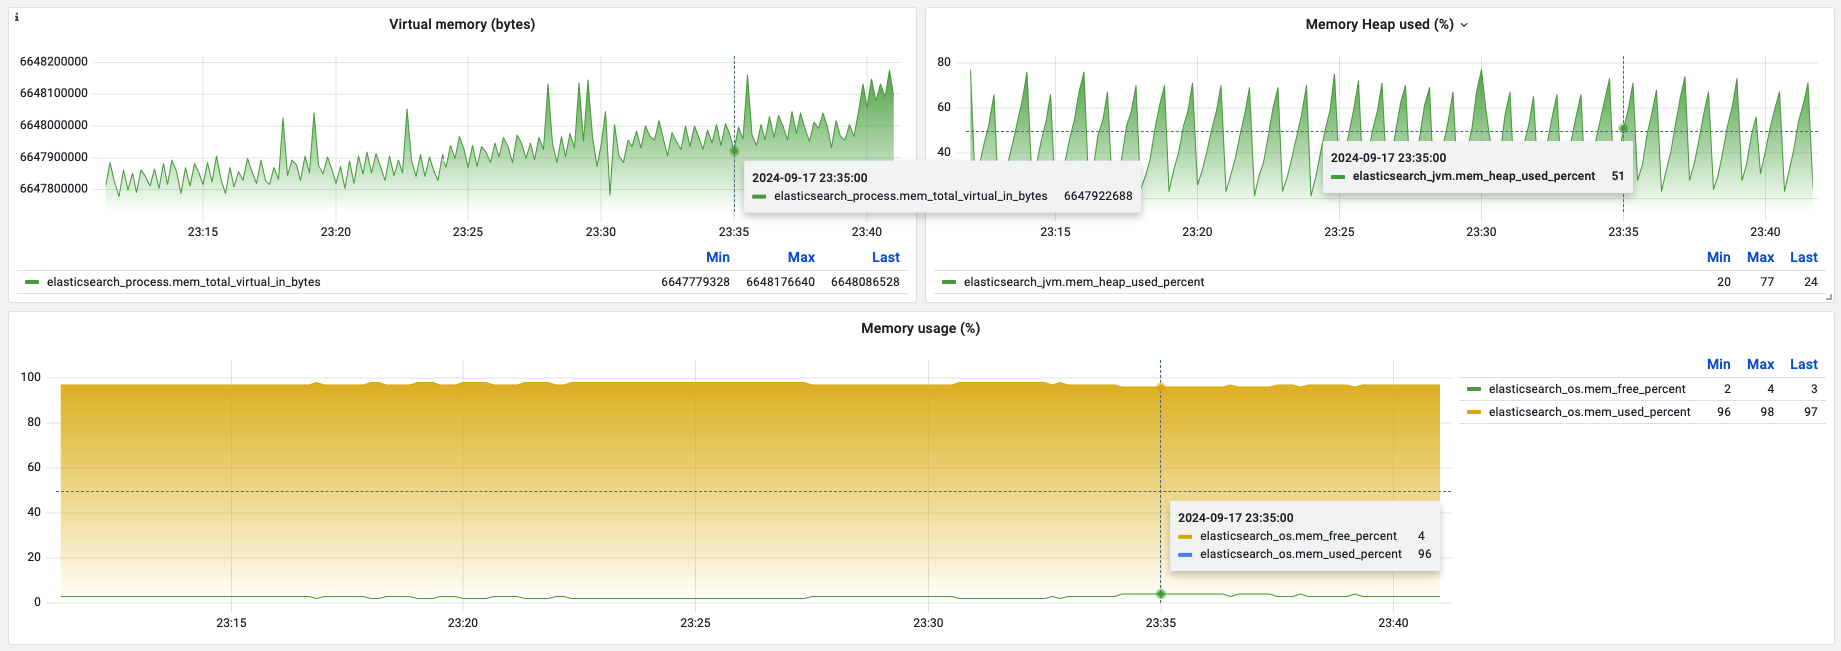 i
Virtual memory (bytes)
6648200000
6648100000
6648000000
6647900000
6647800000
23:15 23:20 23:25 23:30 23:35 23:40
2024-09-17 23:35:00
elasticsearch_process.mem_total_virtual_in_bytes 6647922688
Min Max Last
elasticsearch_process.mem_total_virtual_in_bytes 6647779328 6648176640 6648086528
Memory Heap used (%)
80
60
40
23:15 23:20 23:25 23:30 23:35 23:40
2024-09-17 23:35:00
elasticsearch_jvm.mem_heap_used_percent 51
Min Max Last
elasticsearch_jvm.mem_heap_used_percent 20 77 24
Memory usage (%)
100
80
60
40
20
0
23:15 23:20 23:25 23:30 23:35 23:40
2024-09-17 23:35:00
elasticsearch_os.mem_free_percent 4
elasticsearch_os.mem_used_percent 96
Min Max Last
elasticsearch_os.mem_free_percent 2 4 3
elasticsearch_os.mem_used_percent 96 98 97